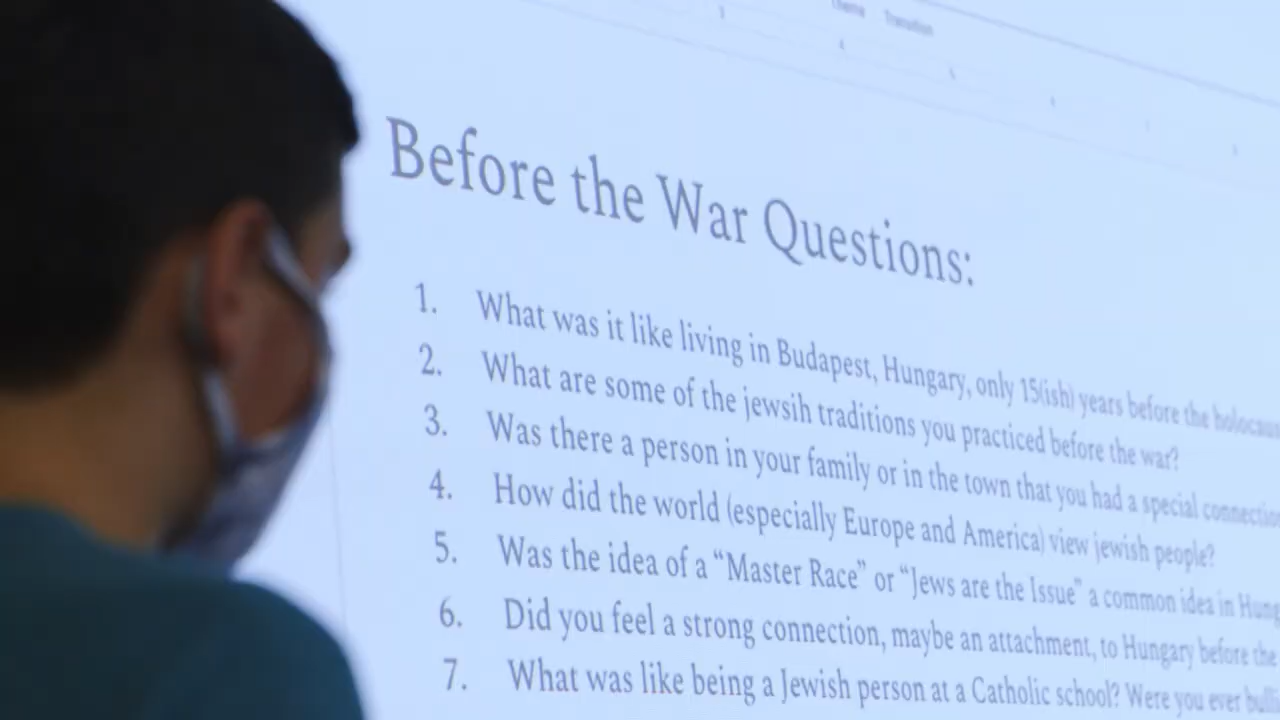 Theme Transition
Before the War Questions:
1. What was it like living in Budapest, Hungary, only 15(ish) years before the
2. What are some of the jewsih traditions you practiced before the war?
3. Was there a person in your family or in the town that you had a special
4. How did the world (especially Europe and America) view jewish people?
5. Was the idea of a “Master Race” or “Jews are the Issue” a common idea in
6. Did you feel a strong connection, maybe an attachment, to Hungary before the
7. What was like being a Jewish person at a Catholic school? Were you ever